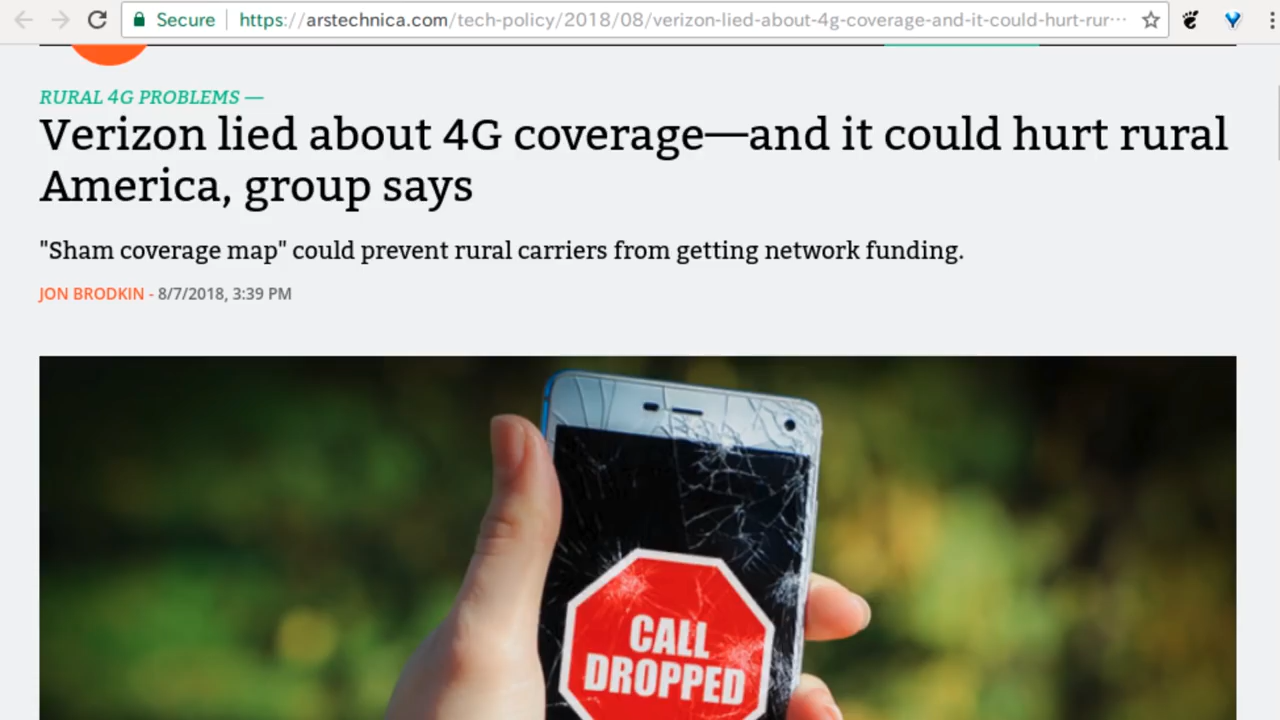 Secure
https://arstechnica.com/tech-policy/2018/08/verizon-lied-about-4g-coverage-and-it-could-hurt-rur···
RURAL 4G PROBLEMS —
Verizon lied about 4G coverage—and it could hurt rural
America, group says
"Sham coverage map" could prevent rural carriers from getting network funding.
JON BRODKIN - 8/7/2018, 3:39 PM
CALL
DROPPED